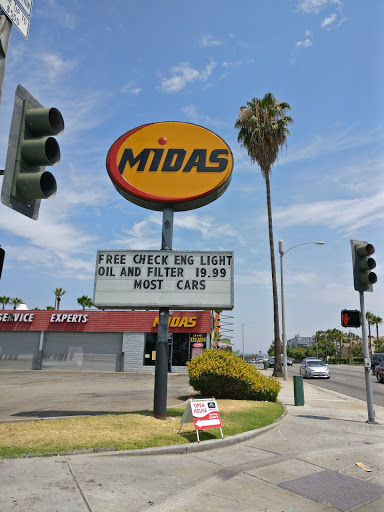 MIDAS
FREE CHECK ENG LIGHT
OIL AND FILTER 19.99
MOST CARS
SERVICE EXPERTS
MIDAS
OPEN
HOUSE